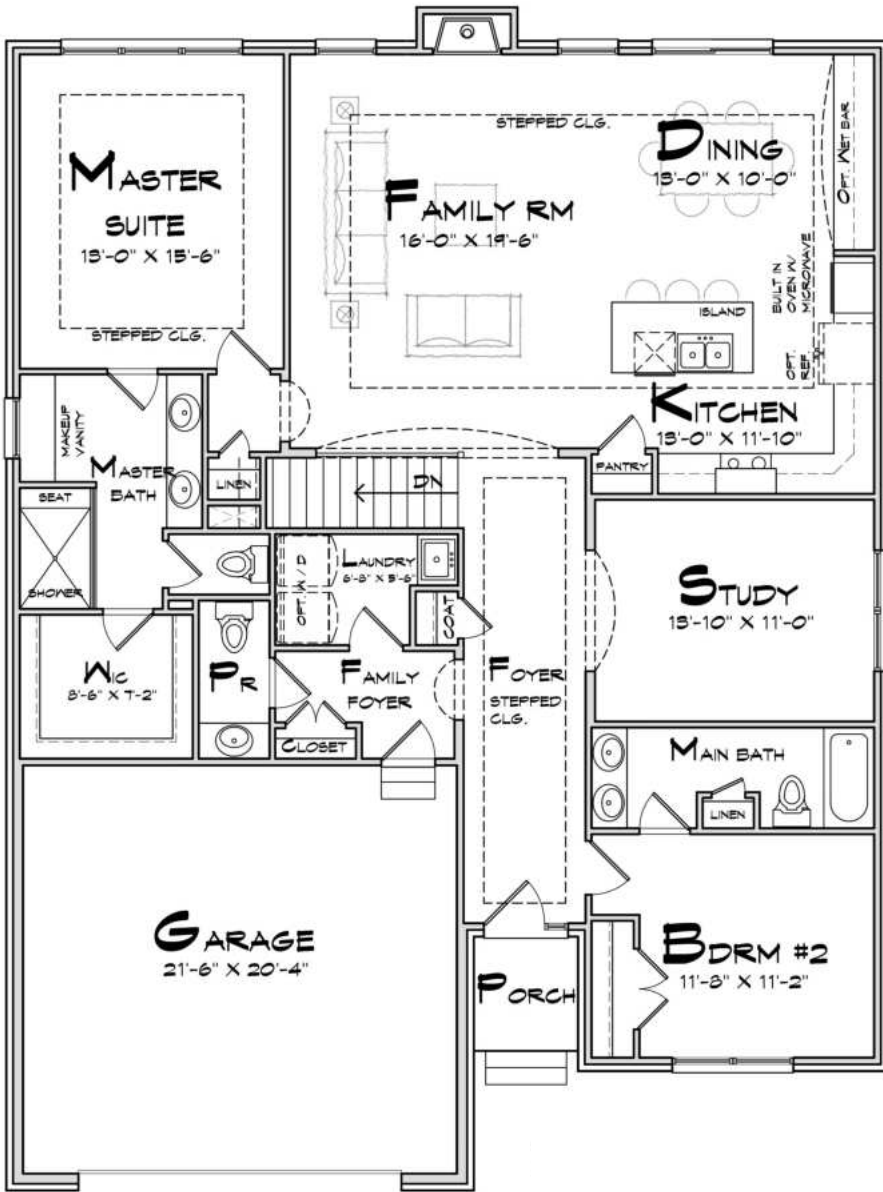 MASTER
SUITE
13'-0" X 15'-6"
STEPPED CLG.
STEPPED CLG.
FAMILY RM
16'-0" X 19'-6"
DINING
13'-0" X 10'-0"
OPT. WET BAR
BUILT IN
OVEN W/
MICROWAVE
OPT.
REF.
ISLAND
KITCHEN
13'-0" X 11'-10"
PANTRY
MAKEUP
VANITY
MASTER
BATH
SEAT
SHOWER
LINEN
DN
LAUNDRY
OPT. W/D
COAT
STUDY
13'-10" X 11'-0"
WIC
8'-6" X 7'-2"
PR
FAMILY
FOYER
CLOSET
FOYER
STEPPED
CLG.
MAIN BATH
LINEN
GARAGE
21'-6" X 20'-4"
PORCH
BDRM #2
11'-8" X 11'-2"